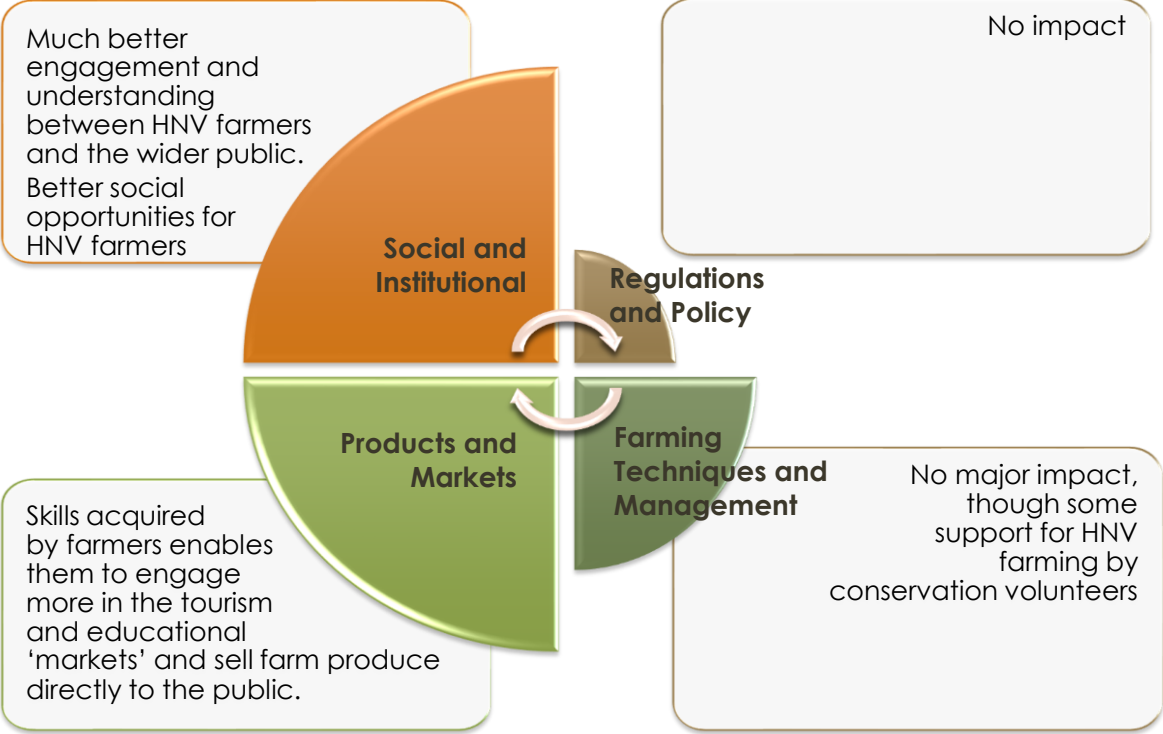 Much better
engagement and
understanding
between HNV farmers
and the wider public.
Better social
opportunities for
HNV farmers
No impact
Social and
Institutional
Regulations
and Policy
Products and
Markets
Farming
Techniques and
Management
Skills acquired
by farmers enables
them to engage
more in the tourism
and educational
‘markets’ and sell farm produce
directly to the public.
No major impact,
though some
support for HNV
farming by
conservation volunteers